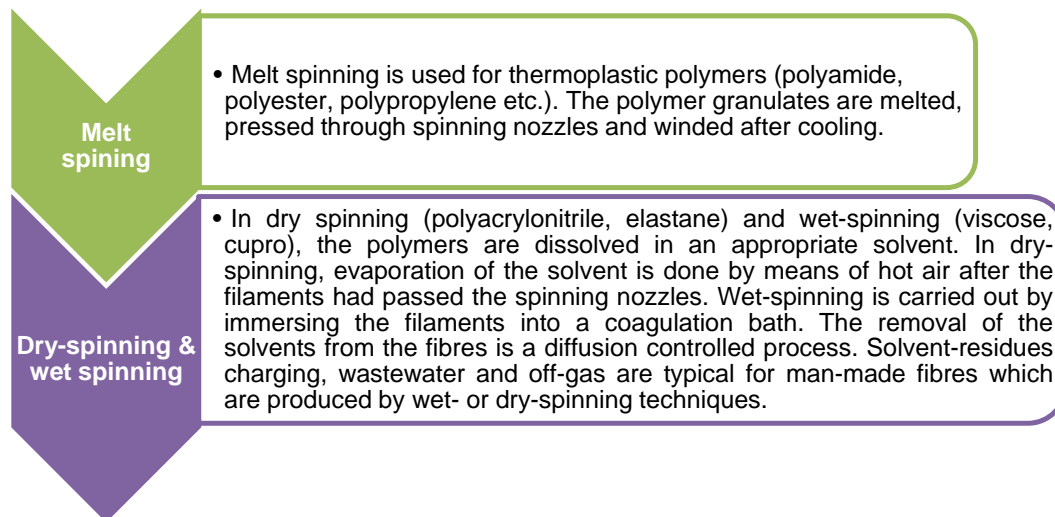 Melt
spining
• Melt spinning is used for thermoplastic polymers (polyamide,
polyester, polypropylene etc.). The polymer granulates are melted,
pressed through spinning nozzles and winded after cooling.
Dry-spinning &
wet spinning
• In dry spinning (polyacrylonitrile, elastane) and wet-spinning (viscose,
cupro), the polymers are dissolved in an appropriate solvent. In dry-
spinning, evaporation of the solvent is done by means of hot air after the
filaments had passed the spinning nozzles. Wet-spinning is carried out by
immersing the filaments into a coagulation bath. The removal of the
solvents from the fibres is a diffusion controlled process. Solvent-residues
charging, wastewater and off-gas are typical for man-made fibres which
are produced by wet- or dry-spinning techniques.